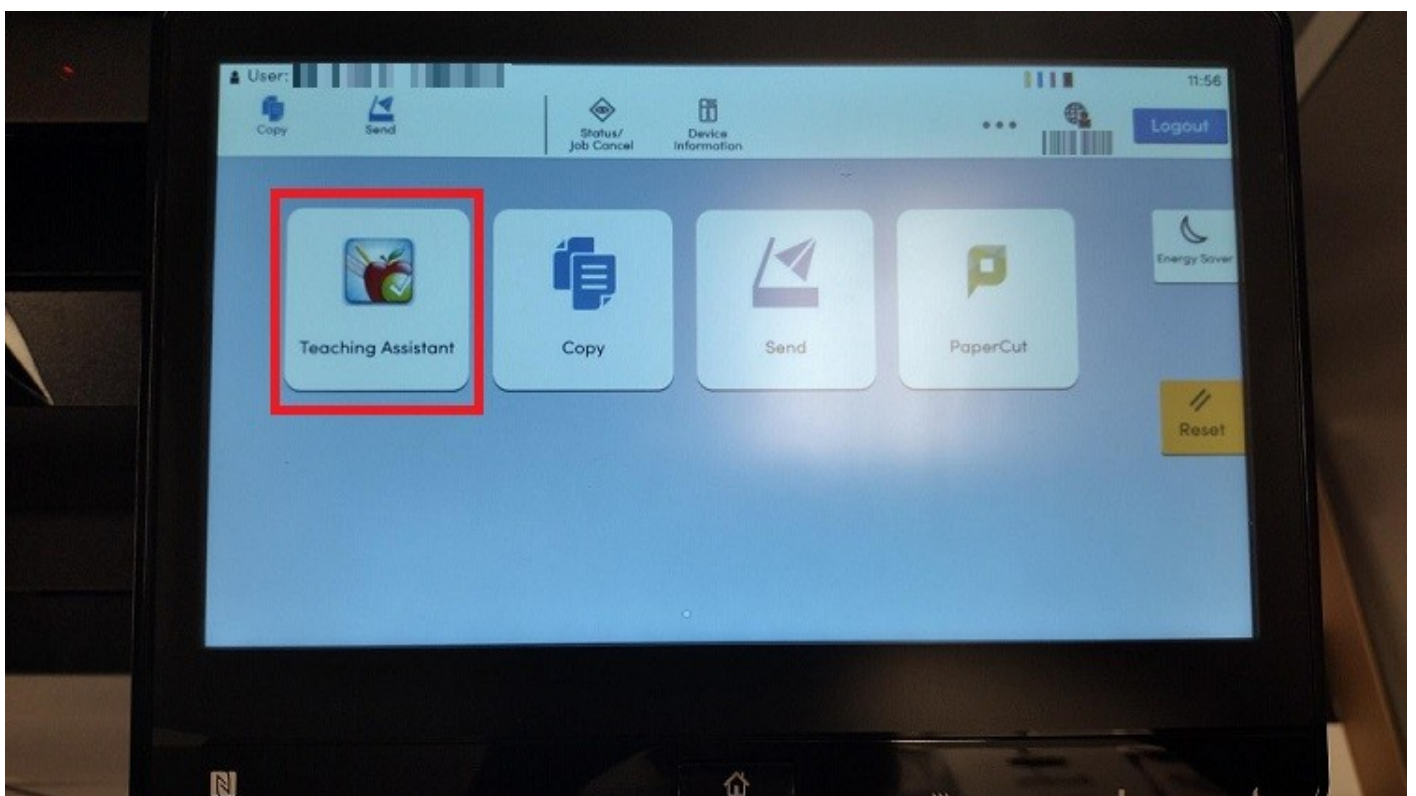 User:
11:56
Copy
Send
Status/
Job Cancel
Device
Information
Logout
Teaching Assistant
Copy
Send
PaperCut
Energy Saver
Reset